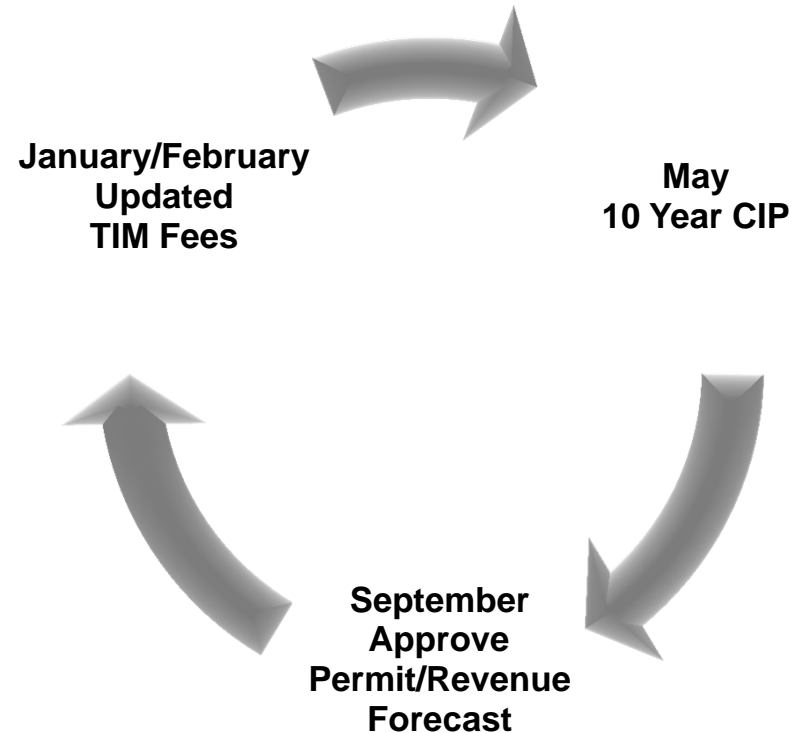 January/February
Updated
TIM Fees
May
10 Year CIP
September
Approve
Permit/Revenue
Forecast